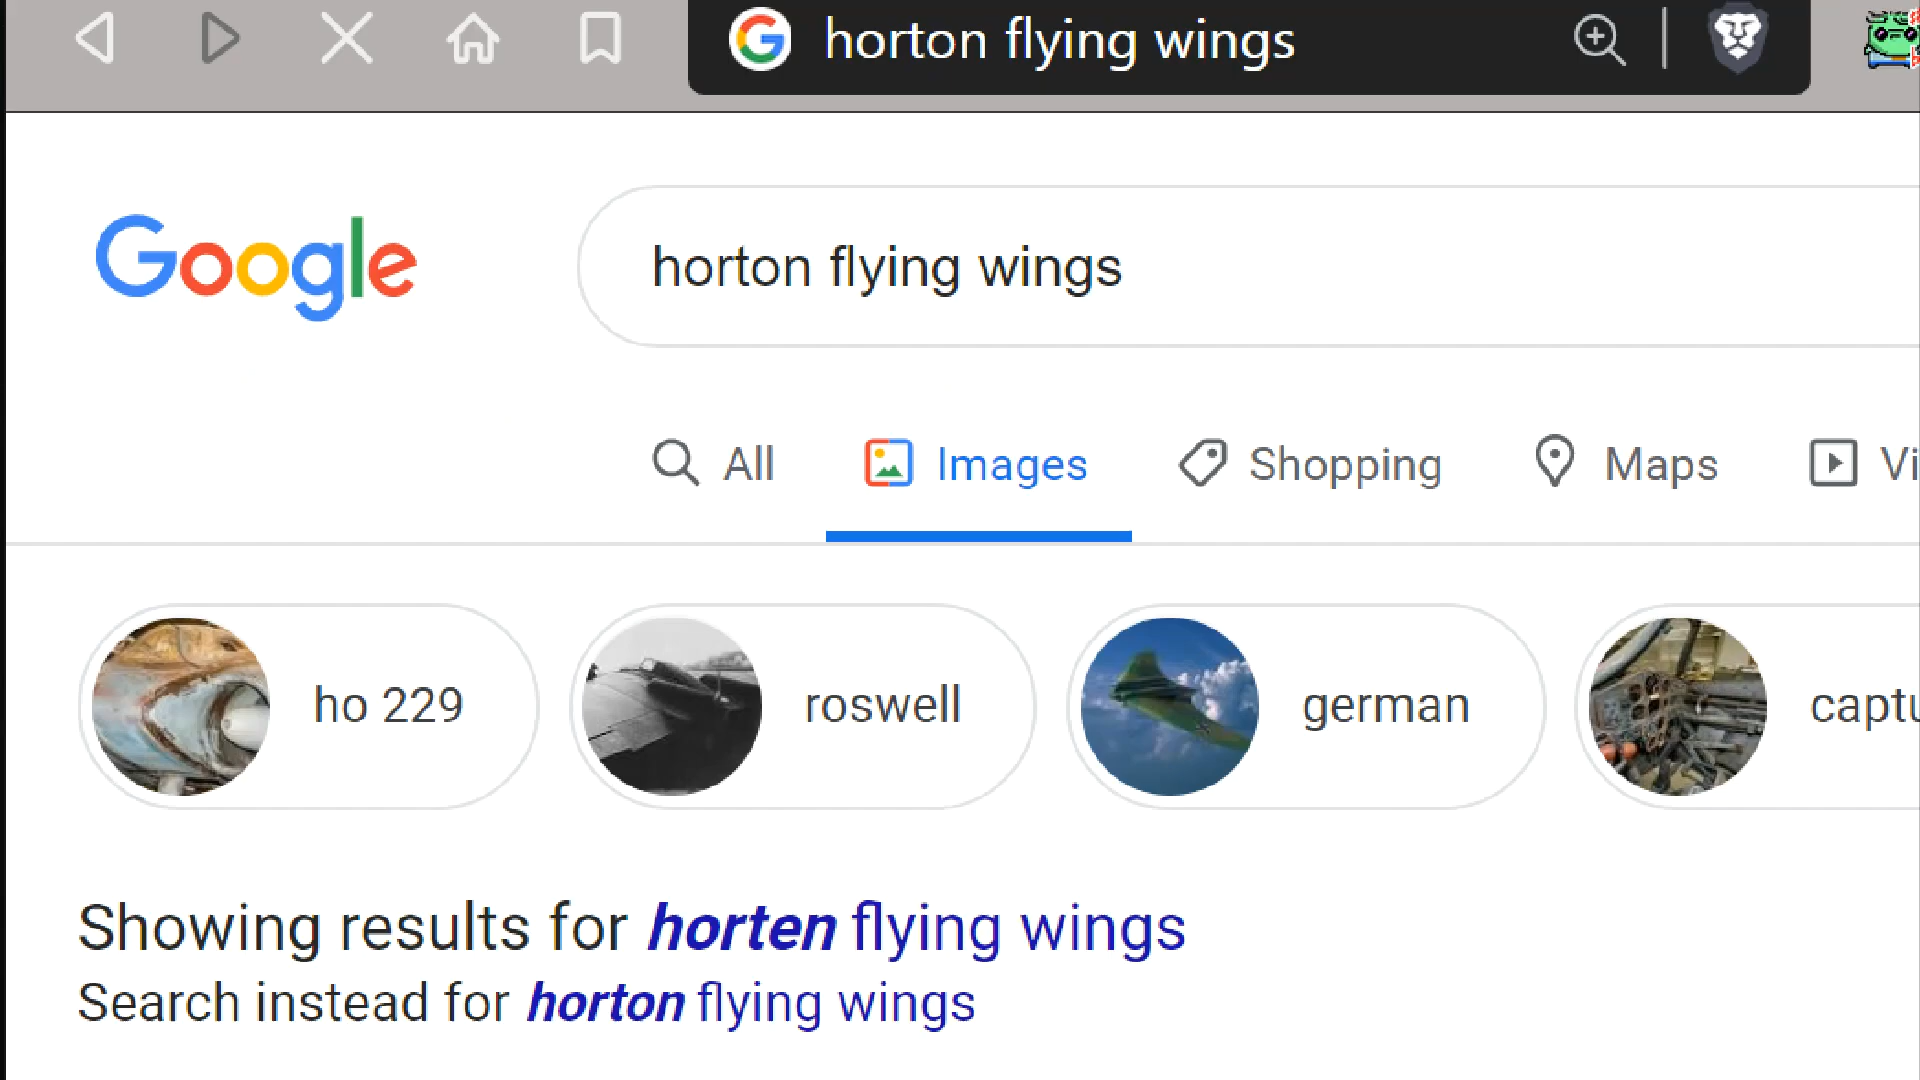 horton flying wings
Google
horton flying wings
All Images Shopping Maps
ho 229 roswell german
Showing results for horten flying wings
Search instead for horton flying wings